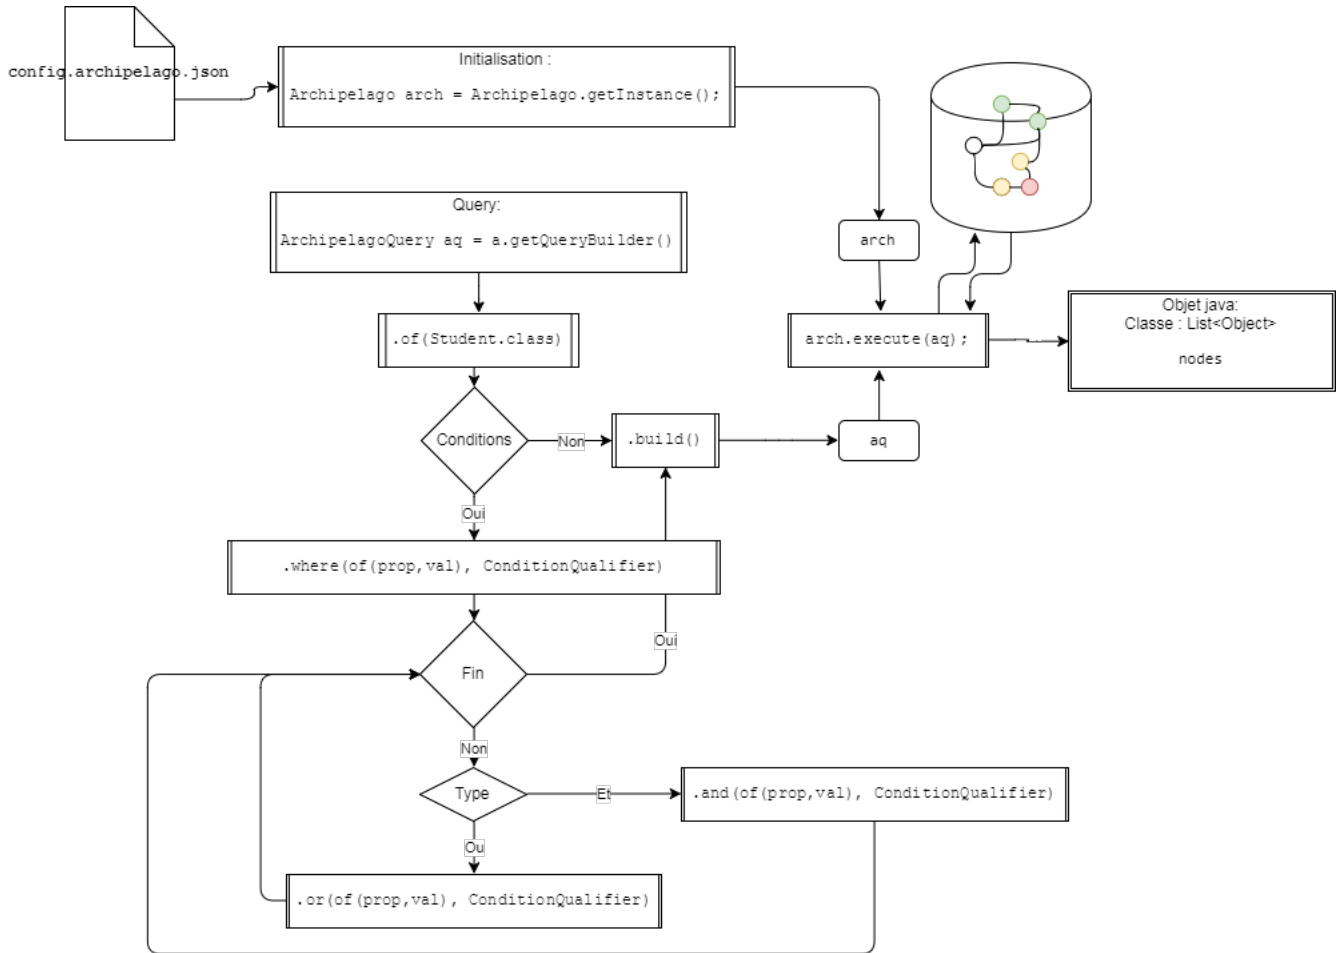 config.archipelago.json
Initialisation :
Archipelago arch = Archipelago.getInstance();
Query:
ArchipelagoQuery aq = a.getQueryBuilder()
arch
.of(Student.class)
arch.execute(aq);
Objet java:
Classe : List<Object>
nodes
Conditions
Non
.build()
aq
Oui
.where(of(prop,val), ConditionQualifier)
Oui
Fin
Non
Type
Et
.and(of(prop,val), ConditionQualifier)
Ou
.or(of(prop,val), ConditionQualifier)